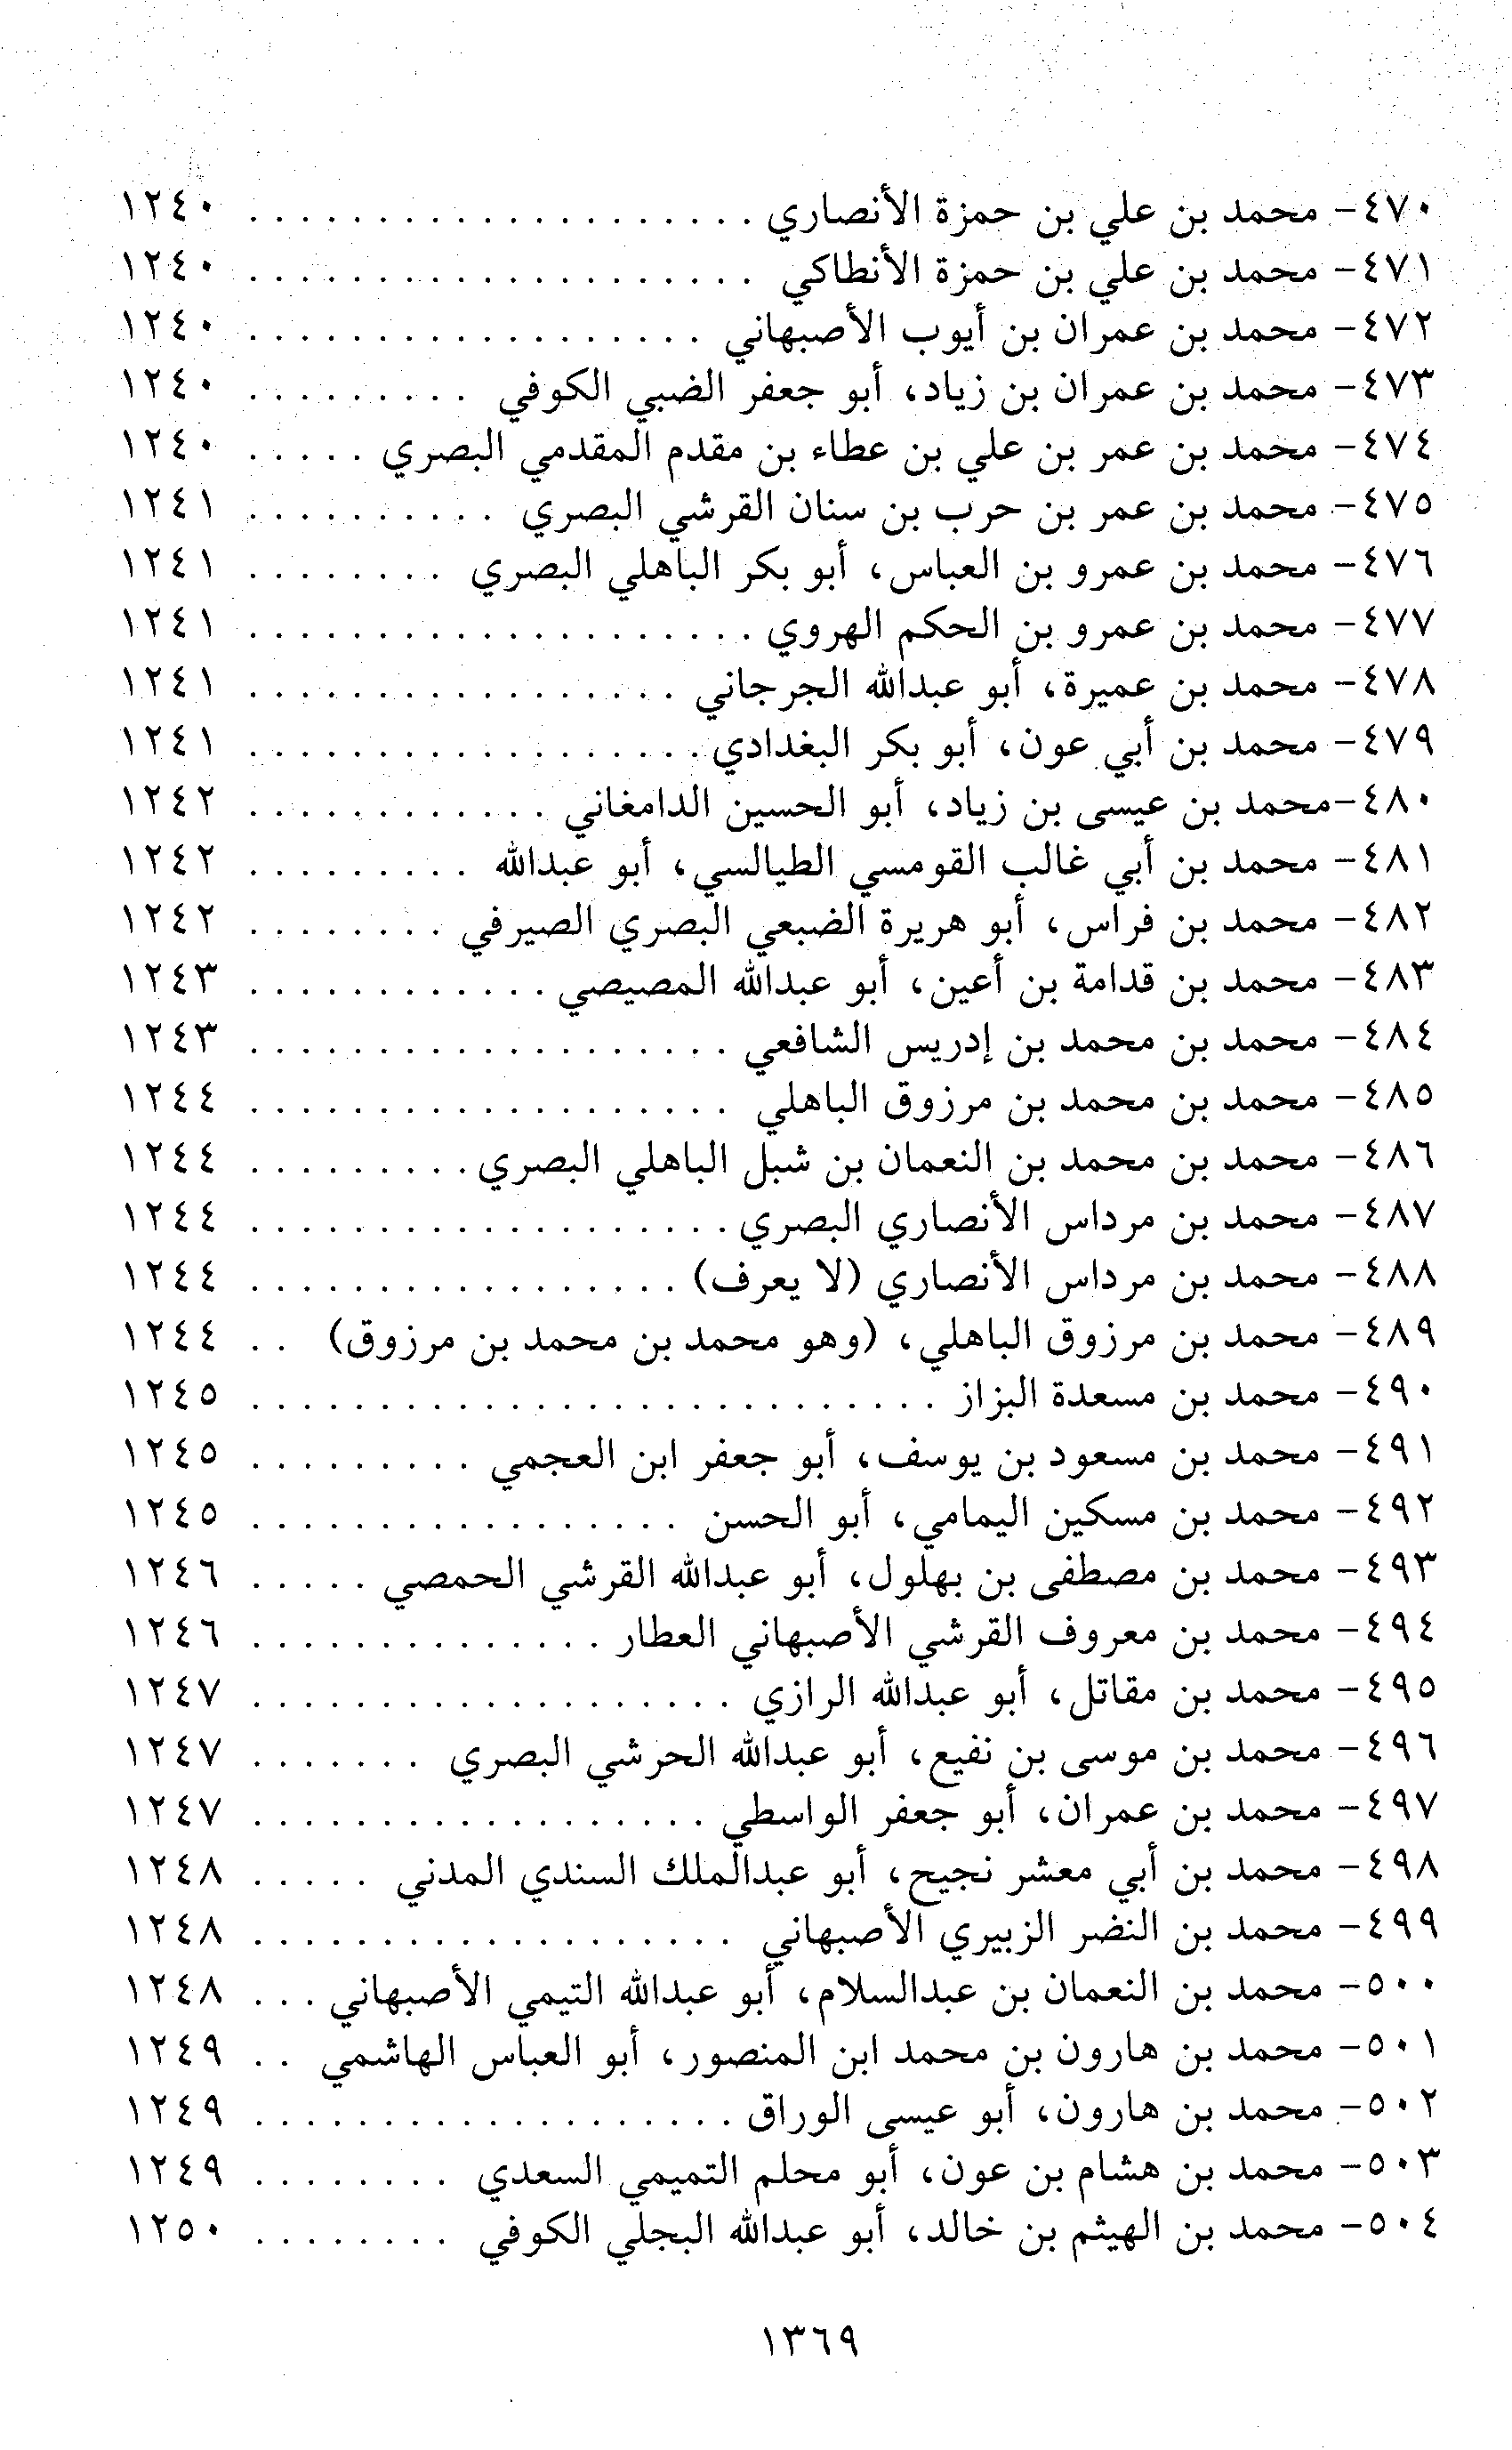 ٤٧٠- محمد بن علي بن حمزة الأنصاري . . . . . . . . . . . . . . . . . . . . ١٢٤٠
٤٧١- محمد بن علي بن حمزة الأنطاكي . . . . . . . . . . . . . . . . . . . . ١٢٤٠
٤٧٢- محمد بن عمران بن أيوب الأصبهاني . . . . . . . . . . . . . . . . . . ١٢٤٠
٤٧٣- محمد بن عمران بن زياد، أبو جعفر الضبي الكوفي . . . . . . . . . ١٢٤٠
٤٧٤- محمد بن عمر بن علي بن عطاء بن مقدم المقدمي البصري . . . . . ١٢٤٠
٤٧٥- محمد بن عمر بن حرب بن سنان القرشي البصري . . . . . . . . . . ١٢٤١
٤٧٦- محمد بن عمرو بن العباس، أبو بكر الباهلي البصري . . . . . . . . ١٢٤١
٤٧٧- محمد بن عمرو بن الحكم الهروي . . . . . . . . . . . . . . . . . . . . ١٢٤١
٤٧٨- محمد بن عميرة، أبو عبدالله الجرجاني . . . . . . . . . . . . . . . . . ١٢٤١
٤٧٩- محمد بن أبي عون، أبو بكر البغدادي . . . . . . . . . . . . . . . . . . ١٢٤١
٤٨٠-محمد بن عيسى بن زياد، أبو الحسين الدامغاني . . . . . . . . . . . . ١٢٤٢
٤٨١- محمد بن أبي غالب القومسي الطيالسي، أبو عبدالله . . . . . . . . . ١٢٤٢
٤٨٢- محمد بن فراس، أبو هريرة الضبعي البصري الصيرفي . . . . . . . . ١٢٤٢
٤٨٣- محمد بن قدامة بن أعين، أبو عبدالله المصيصي . . . . . . . . . . . . ١٢٤٣
٤٨٤- محمد بن محمد بن إدريس الشافعي . . . . . . . . . . . . . . . . . . . ١٢٤٣
٤٨٥- محمد بن محمد بن مرزوق الباهلي . . . . . . . . . . . . . . . . . . . ١٢٤٤
٤٨٦- محمد بن محمد بن النعمان بن شبل الباهلي البصري . . . . . . . . . ١٢٤٤
٤٨٧- محمد بن مرداس الأنصاري البصري . . . . . . . . . . . . . . . . . . . ١٢٤٤
٤٨٨- محمد بن مرداس الأنصاري (لا يعرف) . . . . . . . . . . . . . . . . . ١٢٤٤
٤٨٩- محمد بن مرزوق الباهلي، (وهو محمد بن محمد بن مرزوق) . . ١٢٤٤
٤٩٠- محمد بن مسعدة البزاز . . . . . . . . . . . . . . . . . . . . . . . . . . . ١٢٤٥
٤٩١- محمد بن مسعود بن يوسف، أبو جعفر ابن العجمي . . . . . . . . . ١٢٤٥
٤٩٢- محمد بن مسكين اليمامي، أبو الحسن . . . . . . . . . . . . . . . . . ١٢٤٥
٤٩٣- محمد بن مصطفى بن بهلول، أبو عبدالله القرشي الحمصي . . . . . ١٢٤٦
٤٩٤- محمد بن معروف القرشي الأصبهاني العطار . . . . . . . . . . . . . . ١٢٤٦
٤٩٥- محمد بن مقاتل، أبو عبدالله الرازي . . . . . . . . . . . . . . . . . . . ١٢٤٧
٤٩٦- محمد بن موسى بن نفيع، أبو عبدالله الحرشي البصري . . . . . . . ١٢٤٧
٤٩٧- محمد بن عمران، أبو جعفر الواسطي . . . . . . . . . . . . . . . . . . ١٢٤٧
٤٩٨- محمد بن أبي معشر نجيح، أبو عبدالملك السندي المدني . . . . . ١٢٤٨
٤٩٩- محمد بن النضر الزبيري الأصبهاني . . . . . . . . . . . . . . . . . . . ١٢٤٨
٥٠٠- محمد بن النعمان بن عبدالسلام، أبو عبدالله التيمي الأصبهاني . . . ١٢٤٨
٥٠١- محمد بن هارون بن محمد ابن المنصور، أبو العباس الهاشمي . . ١٢٤٩
٥٠٢- محمد بن هارون، أبو عيسى الوراق . . . . . . . . . . . . . . . . . . . ١٢٤٩
٥٠٣- محمد بن هشام بن عون، أبو محلم التميمي السعدي . . . . . . . . ١٢٤٩
٥٠٤- محمد بن الهيثم بن خالد، أبو عبدالله البجلي الكوفي . . . . . . . . ١٢٥٠
١٣٦٩